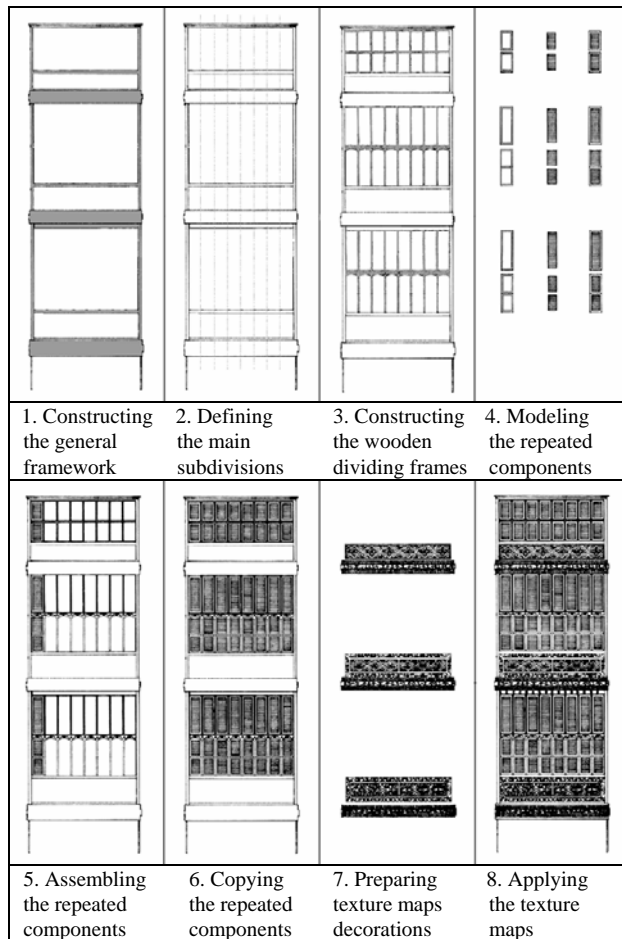 1. Constructing
the general
framework
2. Defining
the main
subdivisions
3. Constructing
the wooden
dividing frames
4. Modeling
the repeated
components
5. Assembling
the repeated
components
6. Copying
the repeated
components
7. Preparing
texture maps
decorations
8. Applying
the texture
maps